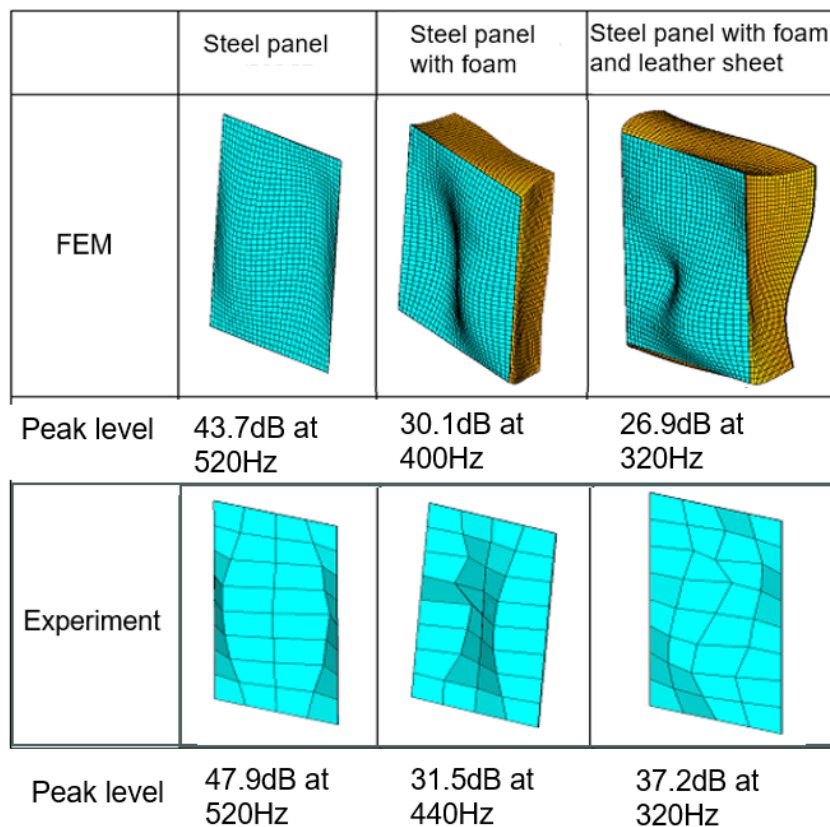 Steel panel
Steel panel
with foam
Steel panel with foam
and leather sheet
FEM
Peak level
43.7dB at
520Hz
30.1dB at
400Hz
26.9dB at
320Hz
Experiment
Peak level
47.9dB at
520Hz
31.5dB at
440Hz
37.2dB at
320Hz